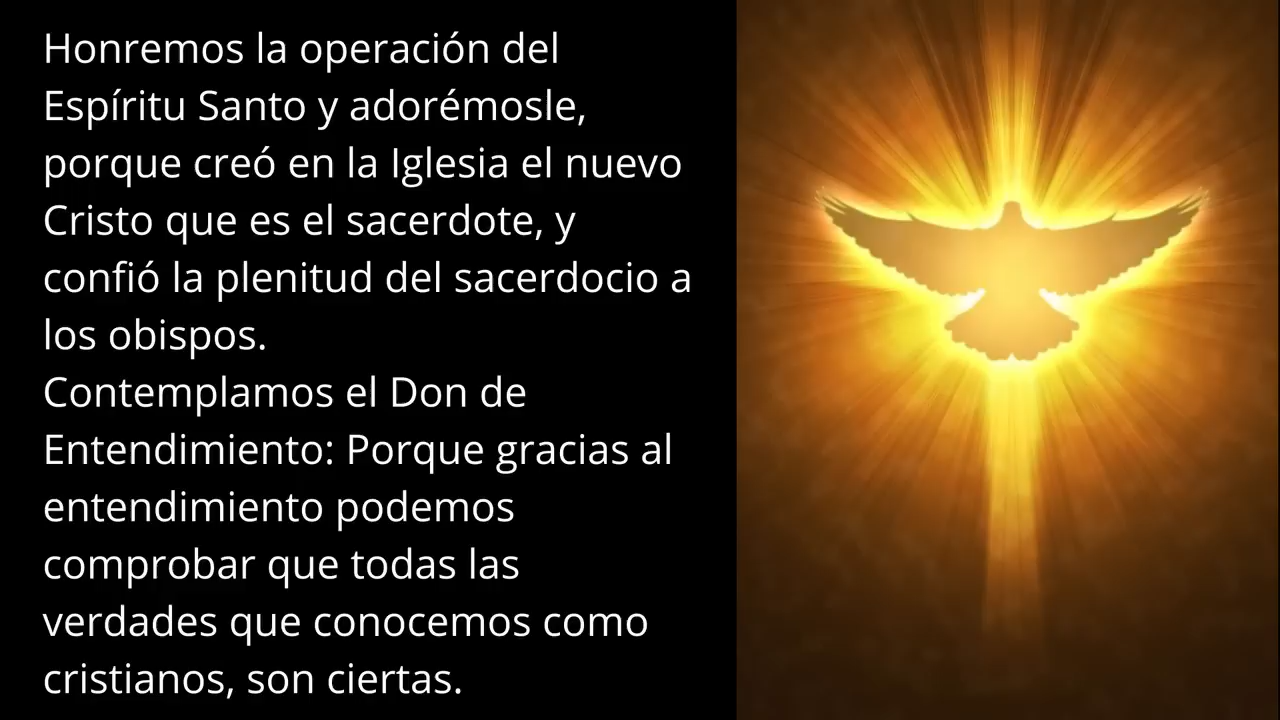 Honremos la operación del
Espíritu Santo y adorémosle,
porque creó en la Iglesia el nuevo
Cristo que es el sacerdote, y
confió la plenitud del sacerdocio a
los obispos.
Contemplamos el Don de
Entendimiento: Porque gracias al
entendimiento podemos
comprobar que todas las
verdades que conocemos como
cristianos, son ciertas.